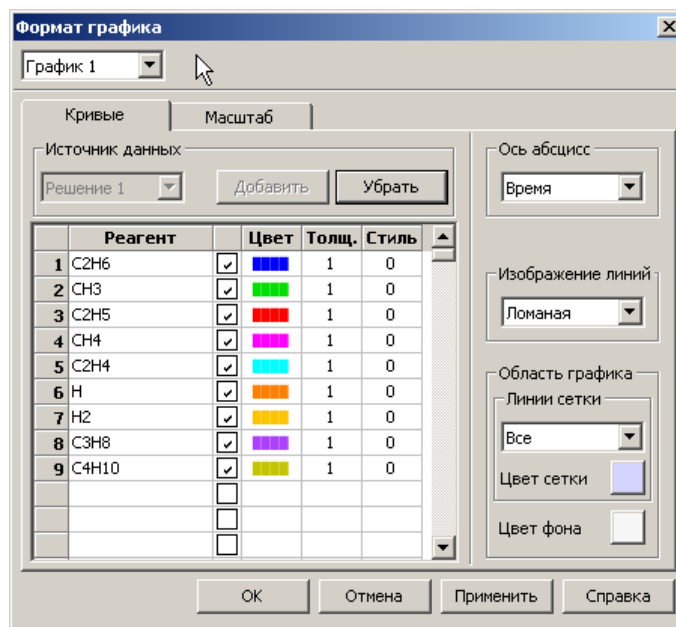 Формат графика
График 1
Кривые Масштаб
Источник данных
Решение 1 Добавить Убрать
Реагент Цвет Толщ. Стиль
1 C2H6 1 0
2 CH3 1 0
3 C2H5 1 0
4 CH4 1 0
5 C2H4 1 0
6 H 1 0
7 H2 1 0
8 C3H8 1 0
9 C4H10 1 0
Ось абсцисс
Время
Изображение линий
Ломаная
Область графика
Линии сетки
Все
Цвет сетки
Цвет фона
ОК Отмена Применить Справка